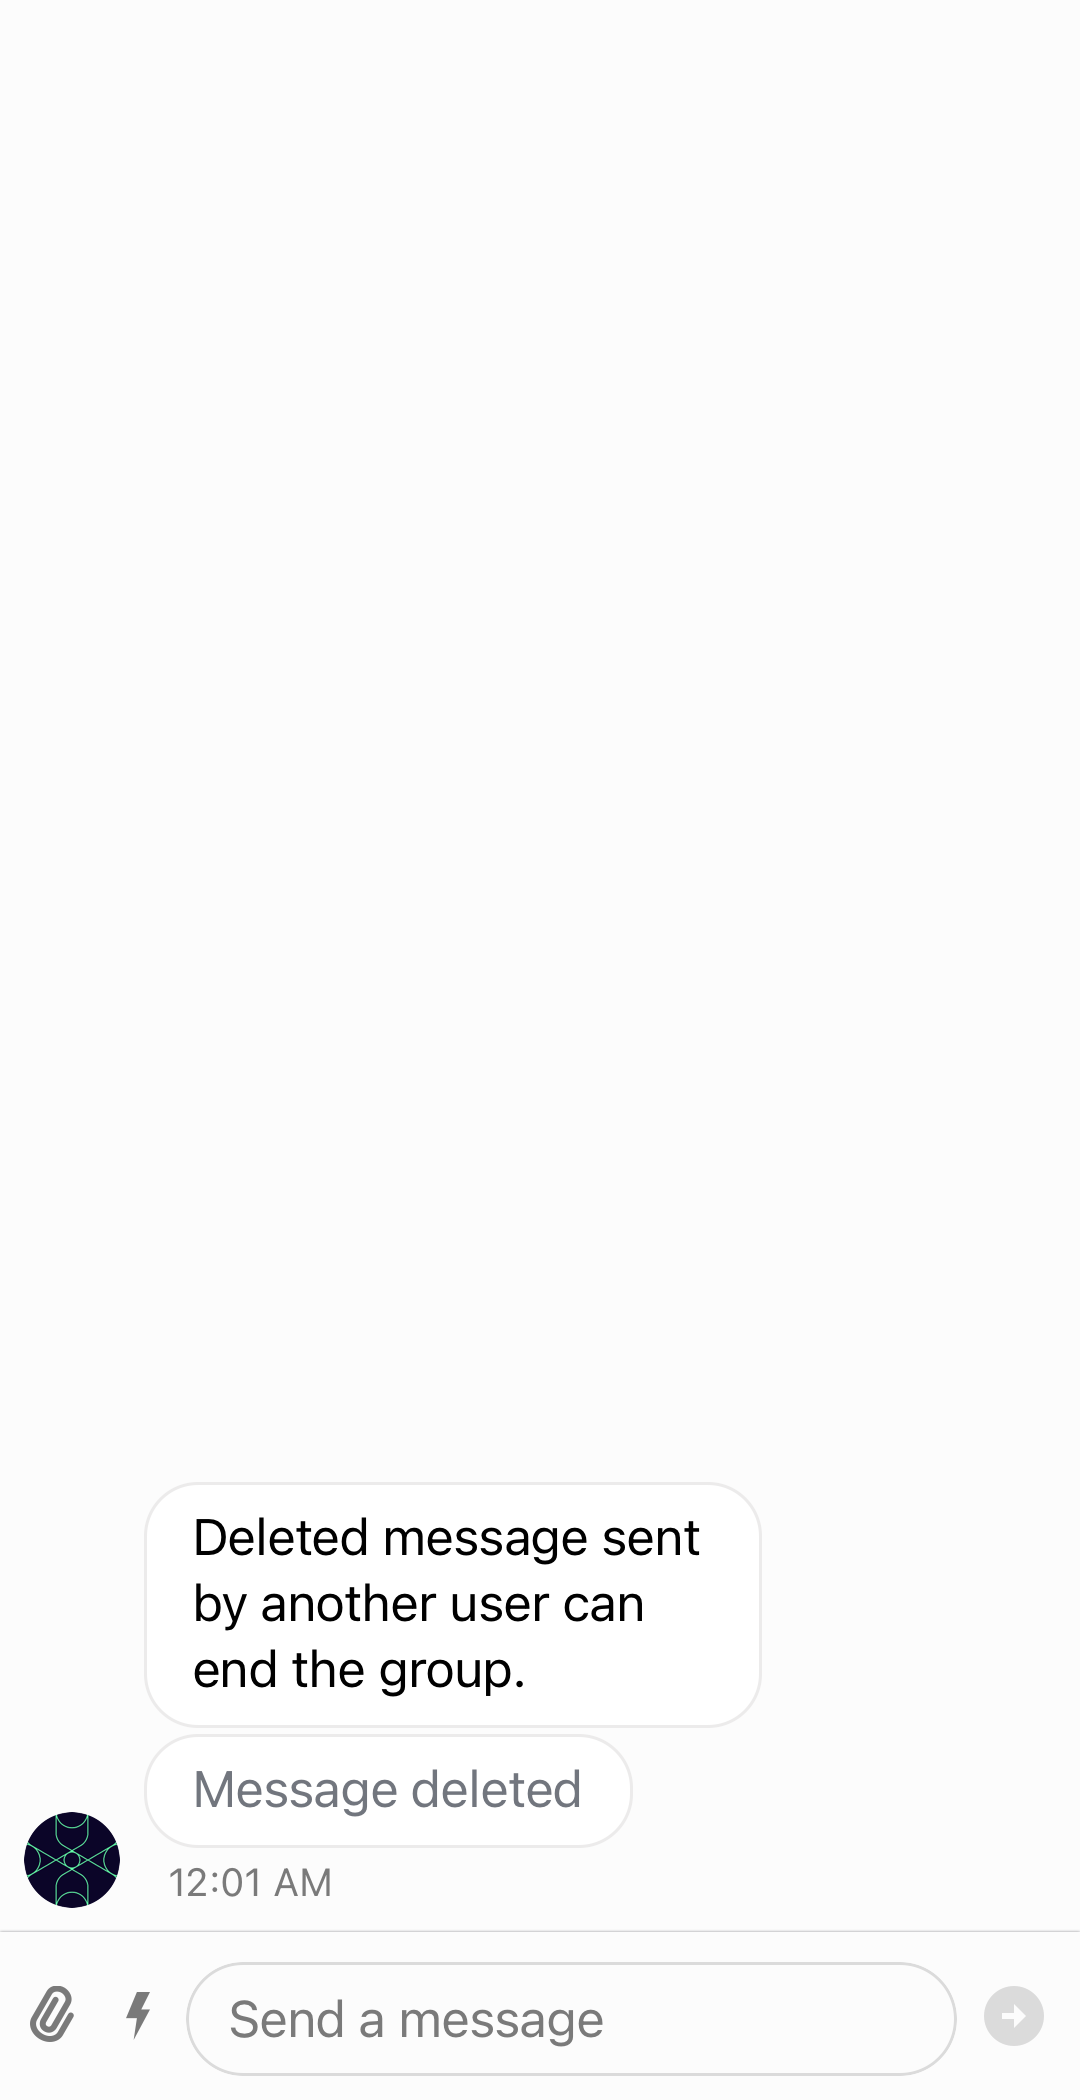 Deleted message sent
by another user can
end the group.
Message deleted
12:01 AM
Send a message